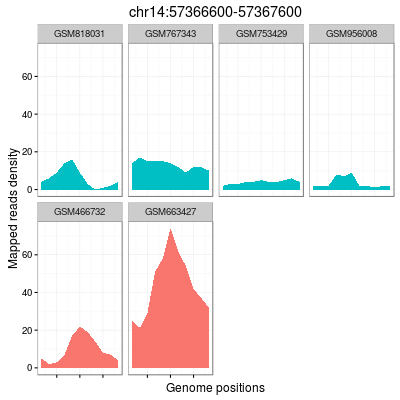 chr14:57366600-57367600
GSM818031 GSM767343 GSM753429 GSM956008
60
40
20
0
Mapped reads density
GSM466732 GSM663427
60
40
20
0
Genome positions